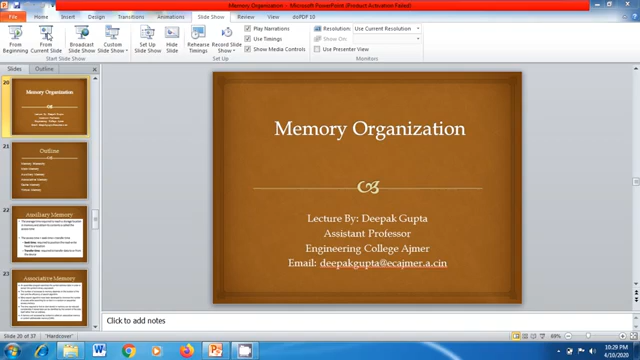 Memory Organization - Microsoft PowerPoint (Product Activation Failed)
File Home Insert Design Transitions Animations Slide Show Review View doPDF 10
From Beginning
From Current Slide
Broadcast Slide Show
Custom Slide Show
Set Up Slide Show
Hide Slide
Rehearse Timings
Record Slide Show
Play Narrations
Use Timings
Show Media Controls
Resolution: Use Current Resolution
Show On:
Use Presenter View
Start Slide Show
Set Up
Monitors
Slides Outline
20
Memory Organization
21
Outline
22
Auxiliary Memory
23
Associative Memory
Memory Organization
Lecture By: Deepak Gupta
Assistant Professor
Engineering College Ajmer
Email: deepakgupta@ecajmer.a.cin
Click to add notes
Slide 20 of 37 "Hardcover" 68%
10:29 PM
4/10/2020